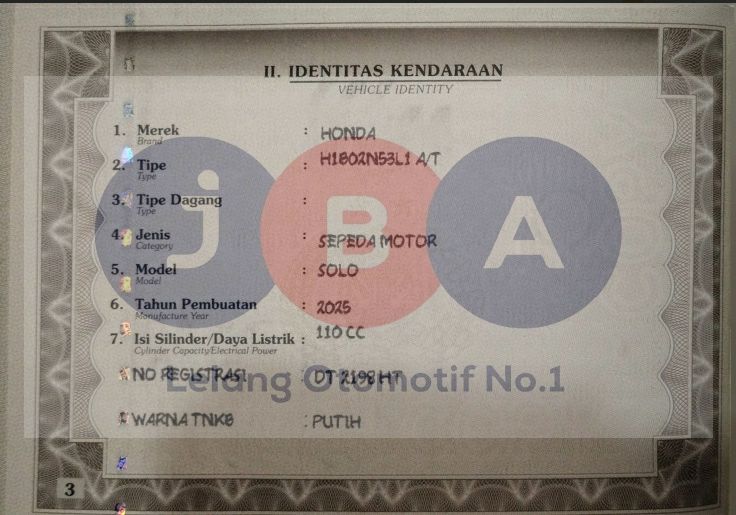 II. IDENTITAS KENDARAAN
VEHICLE IDENTITY
1. Merek : HONDA
Brand
2. Tipe : H1B02N53L1 A/T
Type
3. Tipe Dagang :
Type
4. Jenis : SEPEDA MOTOR
Category
5. Model : SOLO
Model
6. Tahun Pembuatan : 2025
Manufacture Year
7. Isi Silinder/Daya Listrik : 110 CC
Cylinder Capacity/Electrical Power
NO REGISTRASI : DT 2198 HT
WARNA TNKB : PUTIH
3
J B A
Lelang Otomotif No.1